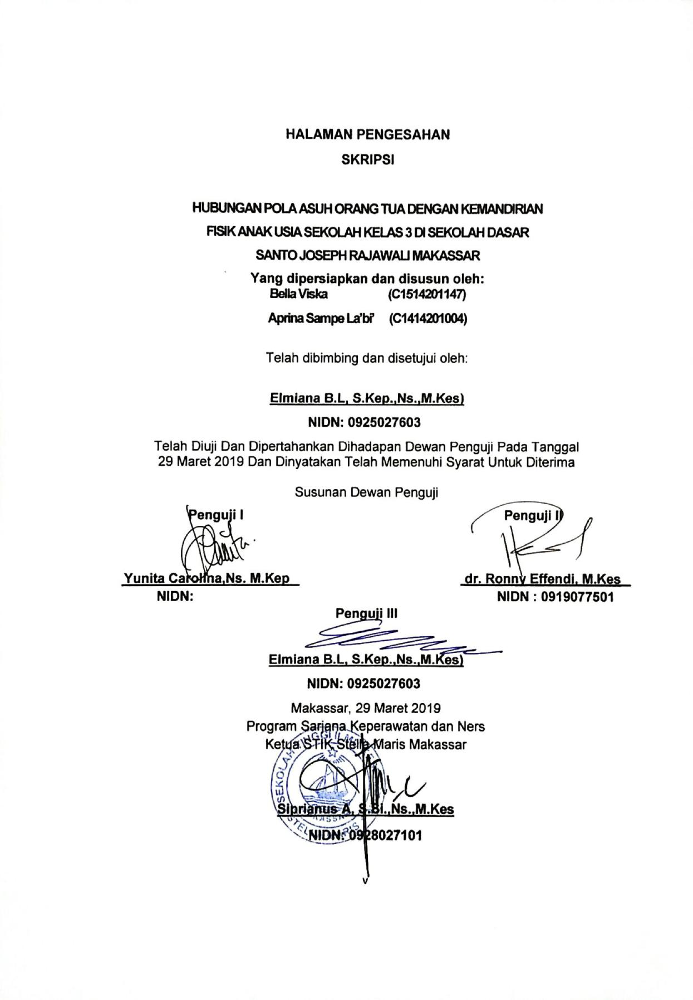 HALAMAN PENGESAHAN
SKRIPSI
HUBUNGAN POLA ASUH ORANG TUA DENGAN KEMANDIRIAN
FISIK ANAK USIA SEKOLAH KELAS 3 DI SEKOLAH DASAR
SANTO JOSEPH RAJAWALI MAKASSAR
Yang dipersiapkan dan disusun oleh:
Bella Viska (C1514201147)
Aprina Sampe La'bi' (C1414201004)
Telah dibimbing dan disetujui oleh:
Elmiana B.L, S.Kep.,Ns.,M.Kes)
NIDN: 0925027603
Telah Diuji Dan Dipertahankan Dihadapan Dewan Penguji Pada Tanggal
29 Maret 2019 Dan Dinyatakan Telah Memenuhi Syarat Untuk Diterima
Susunan Dewan Penguji
Penguji I Penguji II
Yunita Carolina,Ns. M.Kep dr. Ronny Effendi, M.Kes
NIDN: NIDN : 0919077501
Penguji III
Elmiana B.L, S.Kep.,Ns.,M.Kes)
NIDN: 0925027603
Makassar, 29 Maret 2019
Program Sarjana Keperawatan dan Ners
Ketua STIK Stella Maris Makassar
Siprianus A, S.Si.,Ns.,M.Kes
NIDN: 0928027101
v